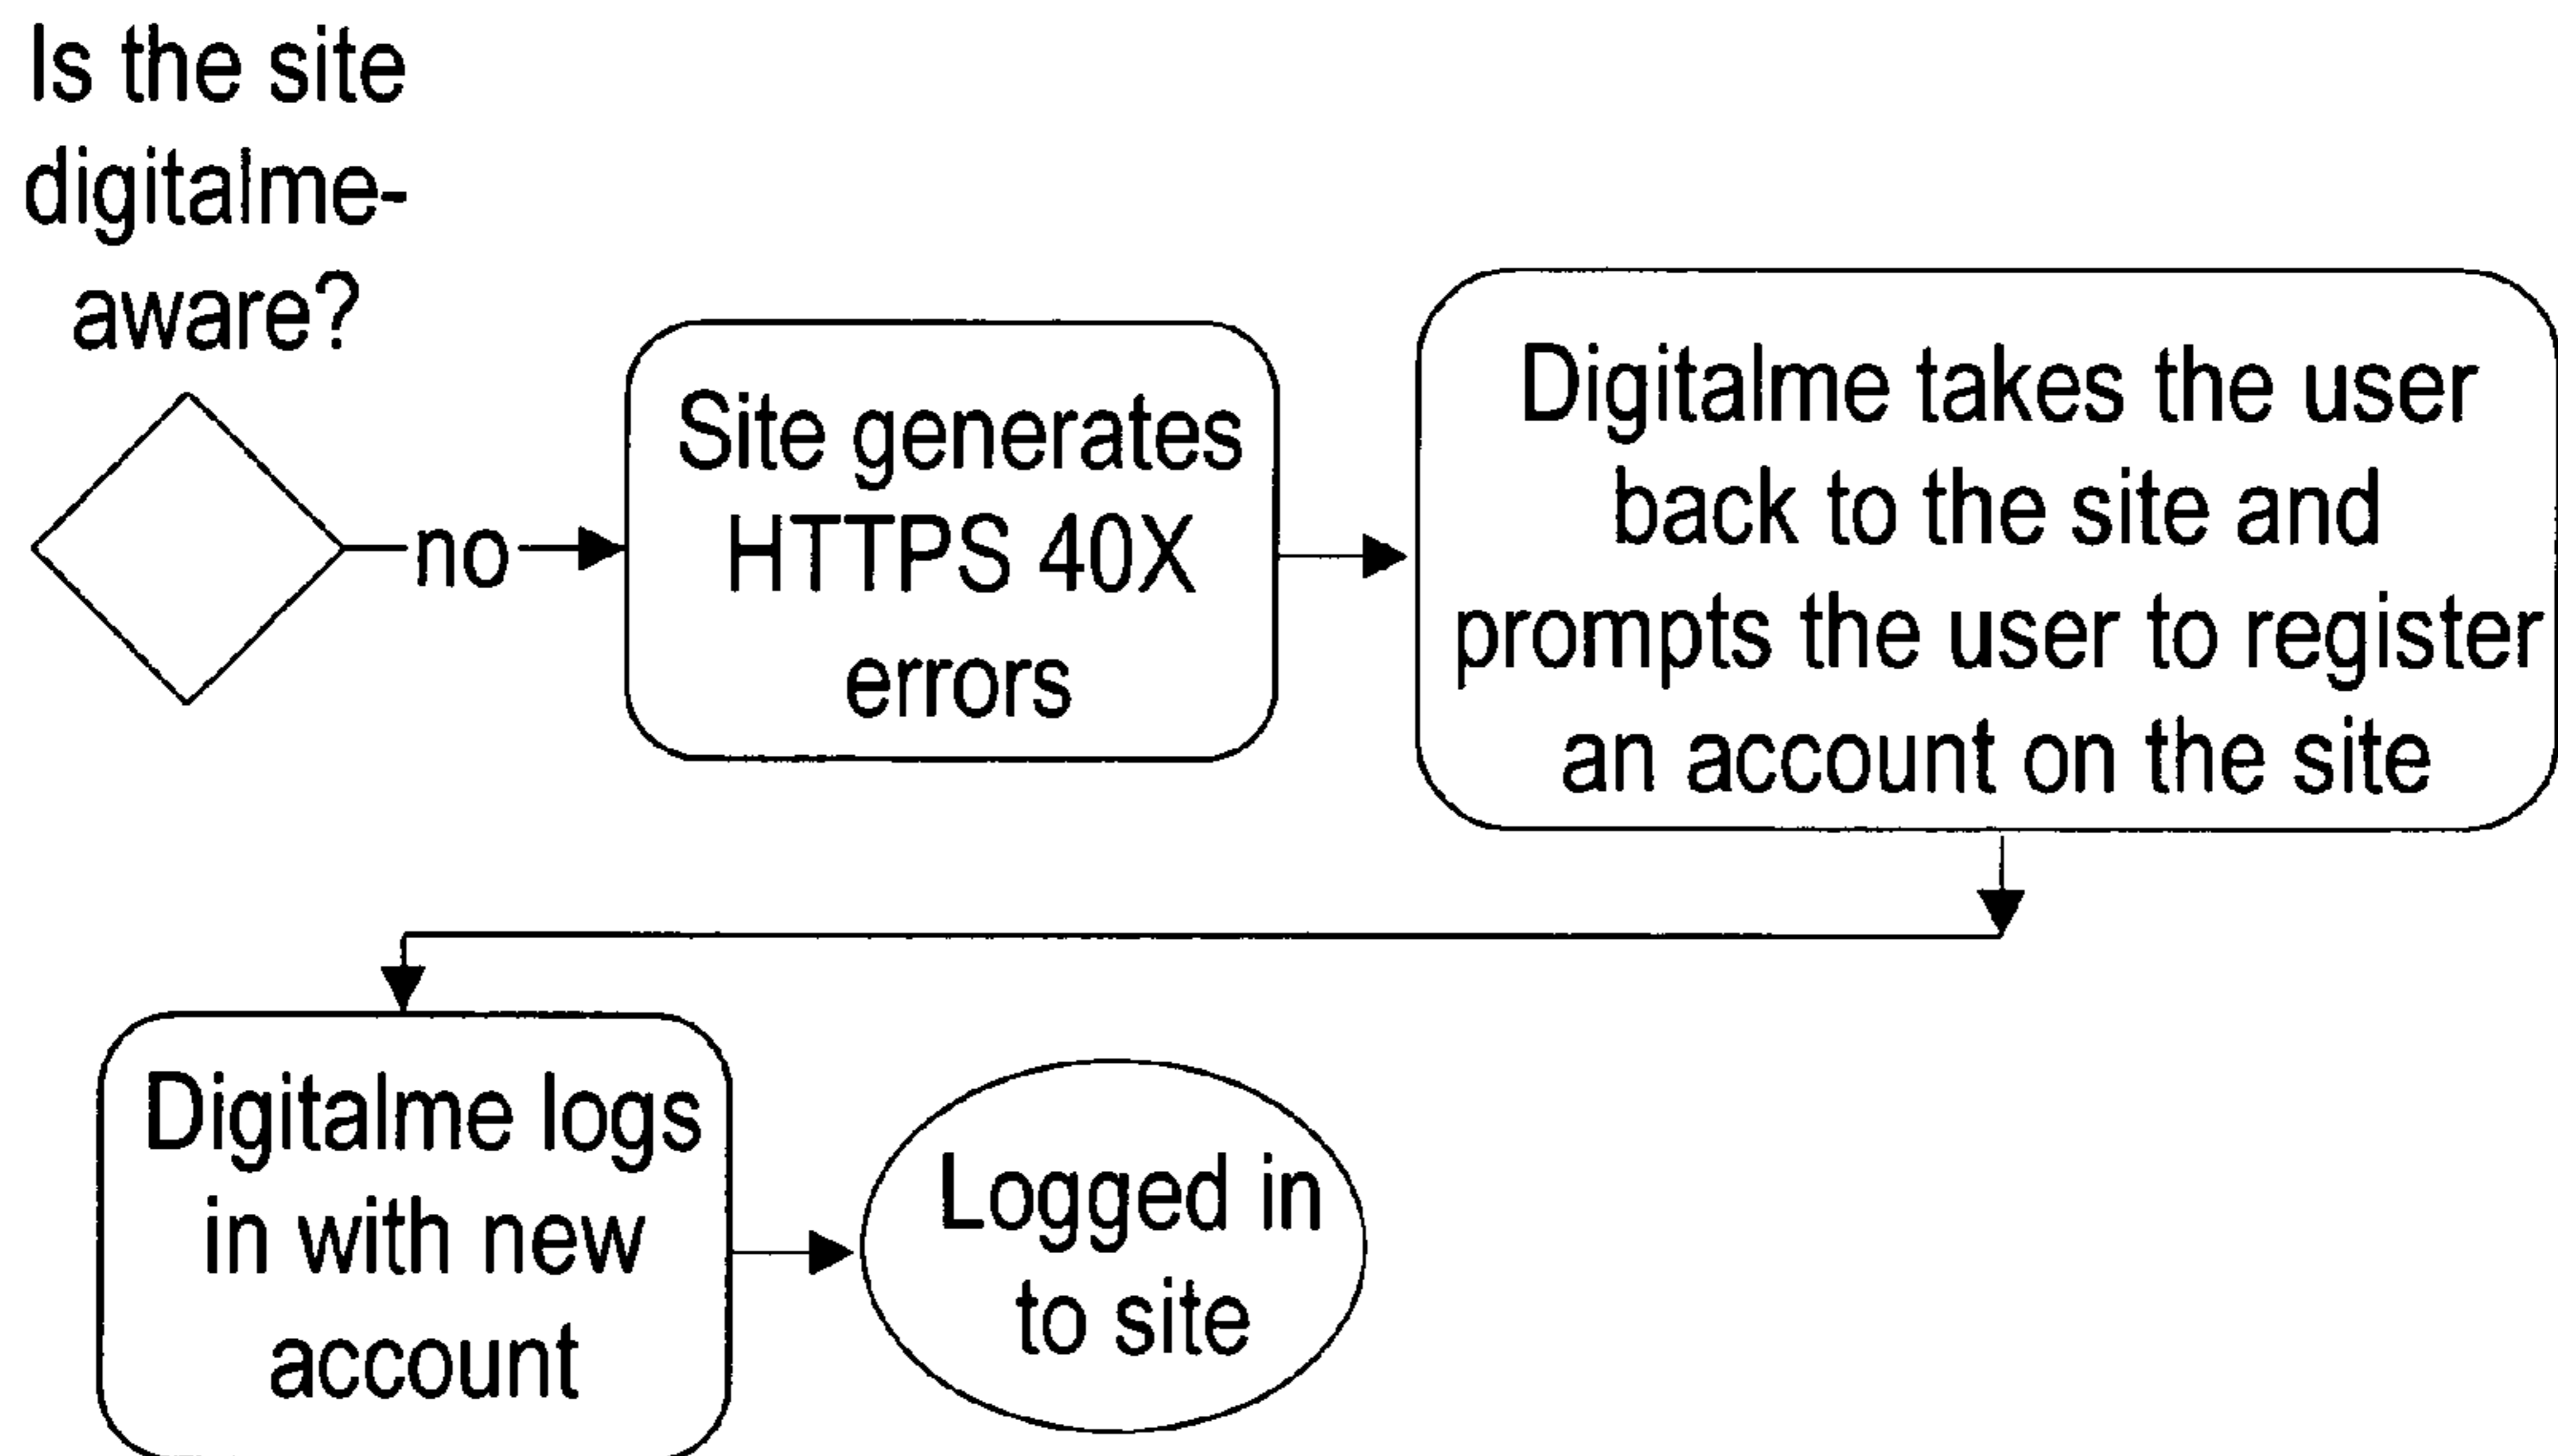 Is the site
digitalme-
aware?
no
Site generates
HTTPS 40X
errors
Digitalme takes the user
back to the site and
prompts the user to register
an account on the site
Digitalme logs
in with new
account
Logged in
to site